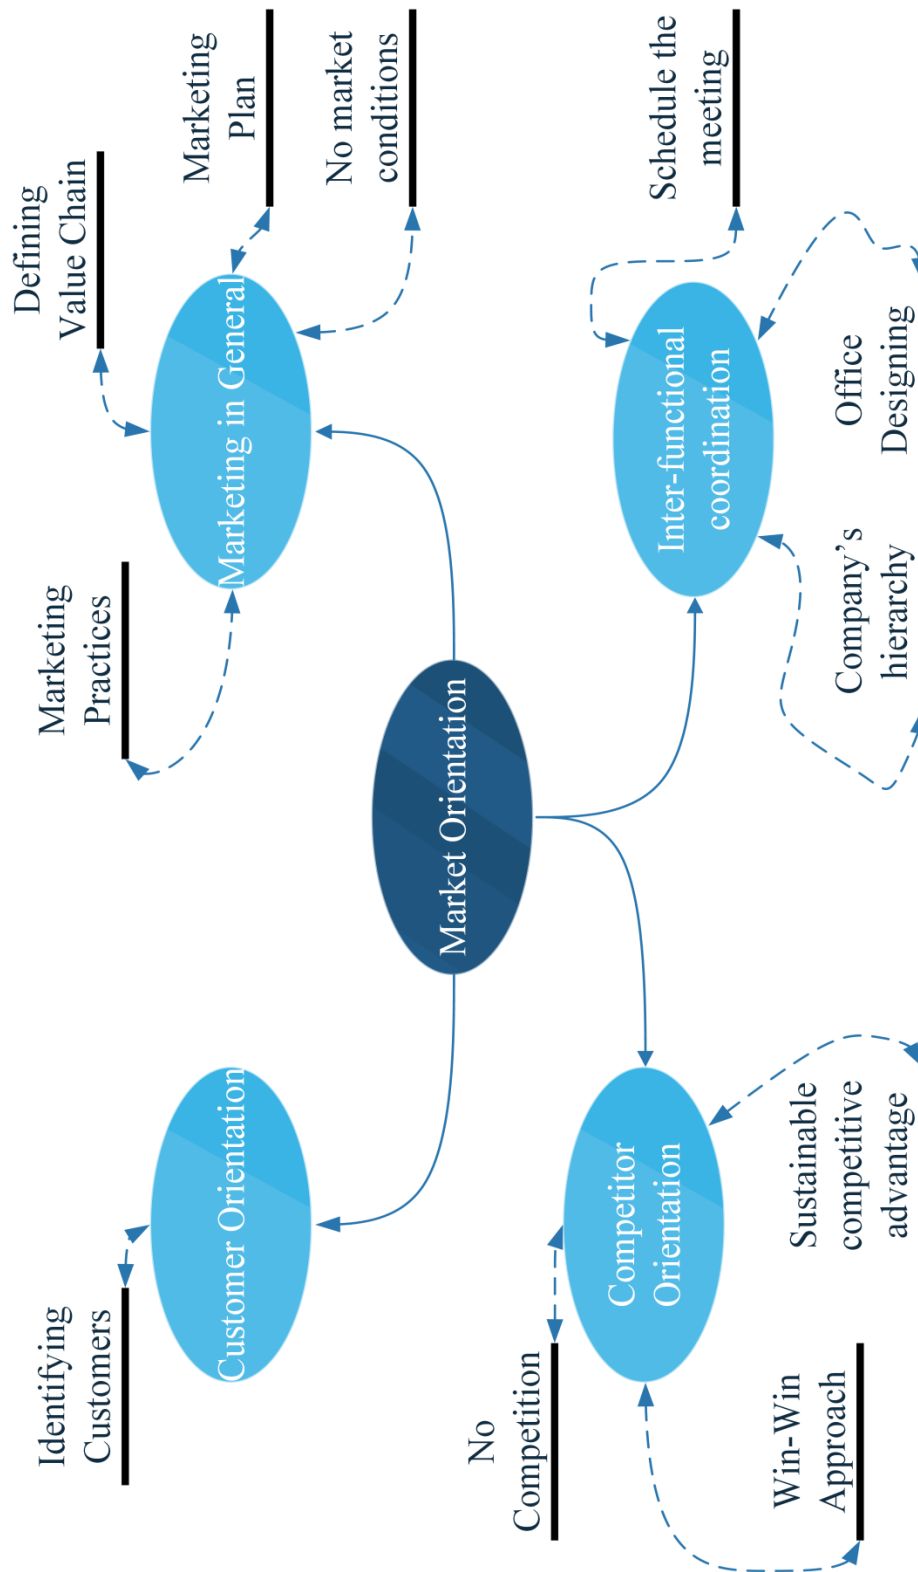 Identifying
Customers
Customer Orientation
Marketing
Practices
Defining
Value Chain
Marketing
Plan
No market
conditions
Marketing in General
Market Orientation
No
Competition
Competitor
Orientation
Win-Win
Approach
Sustainable
competitive
advantage
Inter-functional
coordination
Schedule the
meeting
Company’s
hierarchy
Office
Designing